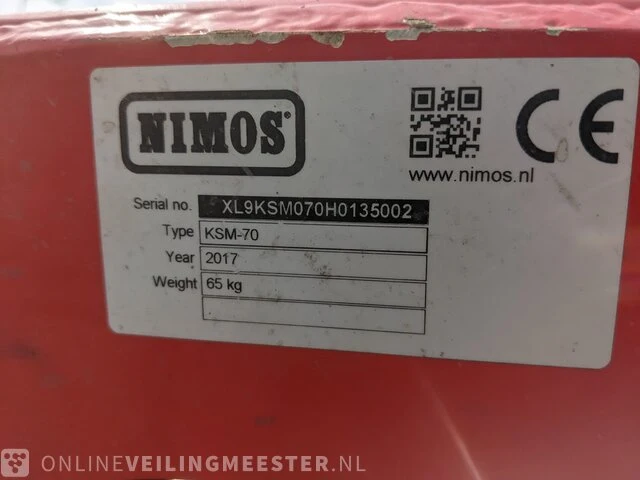 NIMOS
CE
www.nimos.nl
Serial no. XL9KSM070H0135002
Type KSM-70
Year 2017
Weight 65 kg
ONLINEVEILINGMEESTER.NL